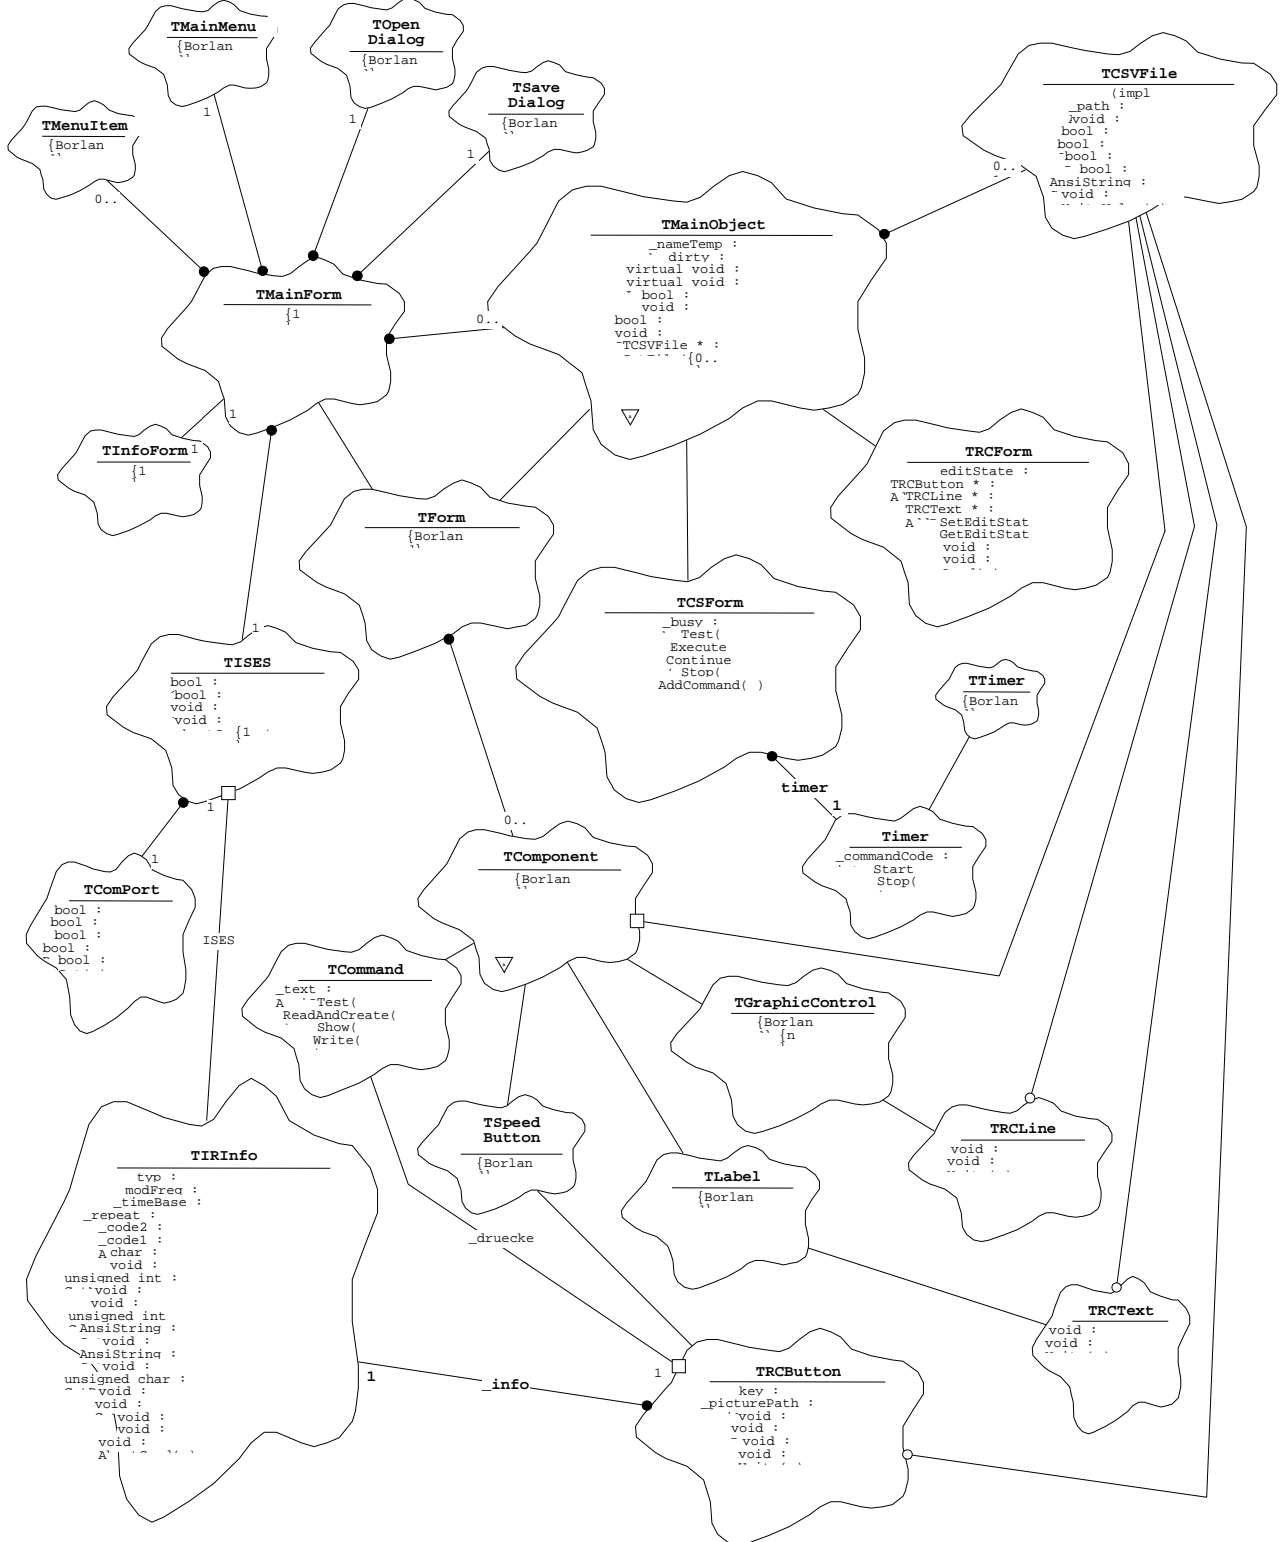 TMainMenu
{Borlan
1
TOpen
Dialog
{Borlan
1
TSave
Dialog
{Borlan
1
TMenuItem
{Borlan
0..
TCSVFile
(impl
_path :
void :
bool :
bool :
bool :
bool :
AnsiString :
void :
0..
TMainObject
_nameTemp :
dirty :
virtual void :
virtual void :
bool :
void :
bool :
void :
TCSVFile * :
{0..
TMainForm
{1
0..
1
TInfoForm
1
{1
TForm
{Borlan
TRCForm
editState :
TRCButton * :
TRCLine * :
TRCText * :
SetEditStat
GetEditStat
void :
void :
TCSForm
_busy :
Test(
Execute
Continue
Stop(
AddCommand( )
1
TISES
bool :
bool :
void :
void :
{1
1
TTimer
{Borlan
timer
1
Timer
_commandCode :
Start
Stop(
0..
TComponent
{Borlan
1
TComPort
bool :
bool :
bool :
bool :
bool :
ISES
TCommand
_text :
Test(
ReadAndCreate(
Show(
Write(
TGraphicControl
{Borlan
{n
TSpeed
Button
{Borlan
TRCLine
void :
void :
TIRInfo
typ :
modFreq :
_timeBase :
_repeat :
_code2 :
_code1 :
char :
void :
unsigned int :
void :
void :
unsigned int
AnsiString :
void :
AnsiString :
void :
unsigned char :
void :
void :
void :
void :
void :
TLabel
{Borlan
_druecke
TRCText
void :
void :
1
_info
1
TRCButton
key :
_picturePath :
void :
void :
void :
void :